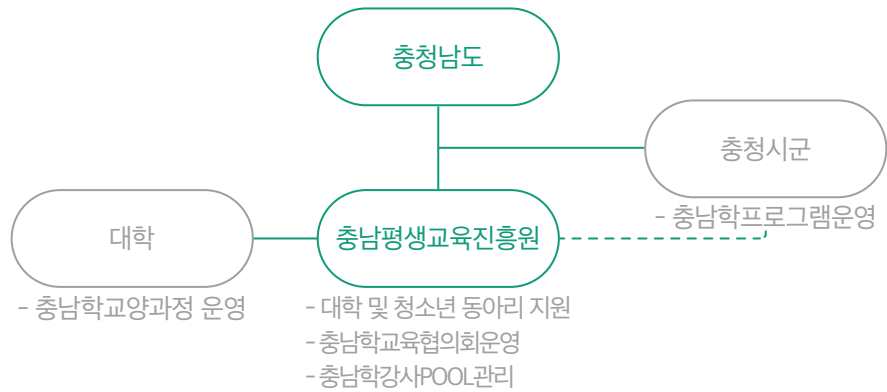 충청남도
충청시군
- 충남학프로그램운영
대학
- 충남학교양과정 운영
충남평생교육진흥원
- 대학 및 청소년 동아리 지원
- 충남학교육협의회운영
- 충남학강사POOL관리